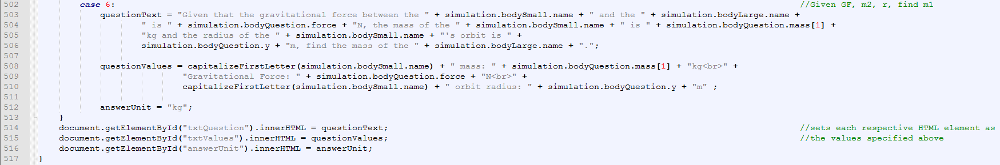 502 case 6: //Given GF, m2, r, find m1
503 questionText = "Given that the gravitational force between the " + simulation.bodySmall.name + " and the " + simulation.bodyLarge.name +
504 " is " + simulation.bodyQuestion.force + "N, the mass of the " + simulation.bodySmall.name + " is " + simulation.bodyQuestion.mass[1] +
505 "kg and the radius of the " + simulation.bodySmall.name + "'s orbit is " +
506 simulation.bodyQuestion.y + "m, find the mass of the " + simulation.bodyLarge.name + ".";
507
508 questionValues = capitalizeFirstLetter(simulation.bodySmall.name) + " mass: " + simulation.bodyQuestion.mass[1] + "kg<br>" +
509 "Gravitational Force: " + simulation.bodyQuestion.force + "N<br>" +
510 capitalizeFirstLetter(simulation.bodySmall.name) + " orbit radius: " + simulation.bodyQuestion.y + "m" ;
511
512 answerUnit = "kg";
513 }
514 document.getElementById("txtQuestion").innerHTML = questionText; //sets each respective HTML element as
515 document.getElementById("txtValues").innerHTML = questionValues; //the values specified above
516 document.getElementById("answerUnit").innerHTML = answerUnit;
517 }